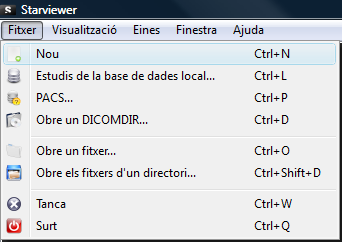 Starviewer
Fitxer Visualització Eines Finestra Ajuda
Nou Ctrl+N
Estudis de la base de dades local... Ctrl+L
PACS... Ctrl+P
Obre un DICOMDIR... Ctrl+D
Obre un fitxer... Ctrl+O
Obre els fitxers d'un directori... Ctrl+Shift+D
Tanca Ctrl+W
Surt Ctrl+Q